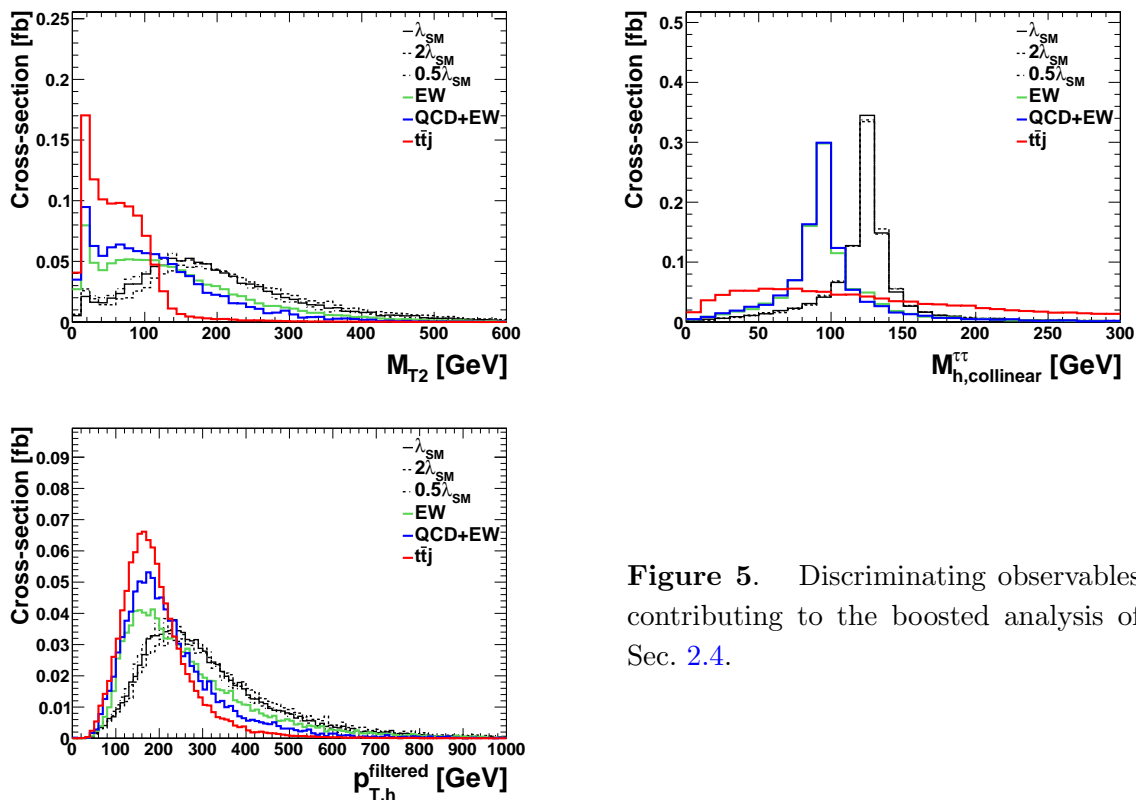 Cross-section [fb]
0.25
0.2
0.15
0.1
0.05
0
λSM
2λSM
0.5λSM
EW
QCD+EW
tt̄j
0 100 200 300 400 500 600
MT2 [GeV]
Cross-section [fb]
0.5
0.4
0.3
0.2
0.1
0
λSM
2λSM
0.5λSM
EW
QCD+EW
tt̄j
0 50 100 150 200 250 300
M^ττ_h,collinear [GeV]
Cross-section [fb]
0.09
0.08
0.07
0.06
0.05
0.04
0.03
0.02
0.01
0
λSM
2λSM
0.5λSM
EW
QCD+EW
tt̄j
0 100 200 300 400 500 600 700 800 900 1000
p^filtered_T,h [GeV]
Figure 5. Discriminating observables
contributing to the boosted analysis of
Sec. 2.4.